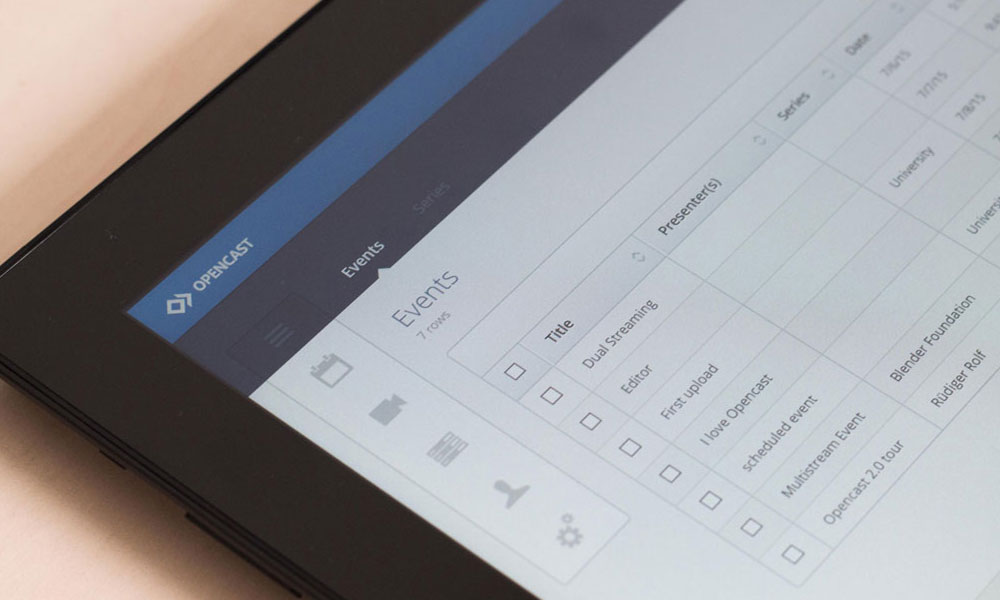 OPENCAST
Events Series
Events
7 rows
Title Presenter(s) Series Date
Dual Streaming 7/6/15
Editor 7/7/15
First upload University 7/8/15
I love Opencast
scheduled event
Multistream Event Blender Foundation
Opencast 2.0 tour Rüdiger Rolf